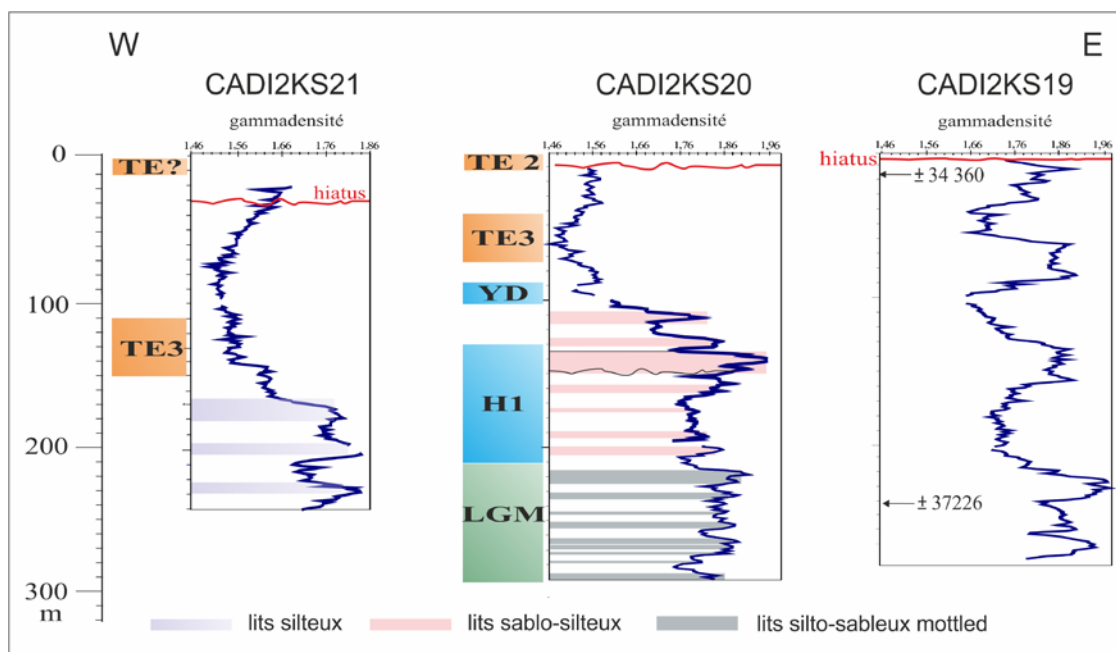 W E
CADI2KS21 CADI2KS20 CADI2KS19
gammadensité gammadensité gammadensité
1,46 1,56 1,66 1,76 1,86 1,46 1,56 1,66 1,76 1,86 1,96 1,46 1,56 1,66 1,76 1,86 1,96
0 TE? TE 2 hiatus
± 34 360
hiatus
TE3
YD
100
TE3
H1
200
LGM
± 37226
300
m
lits silteux lits sablo-silteux lits silto-sableux mottled